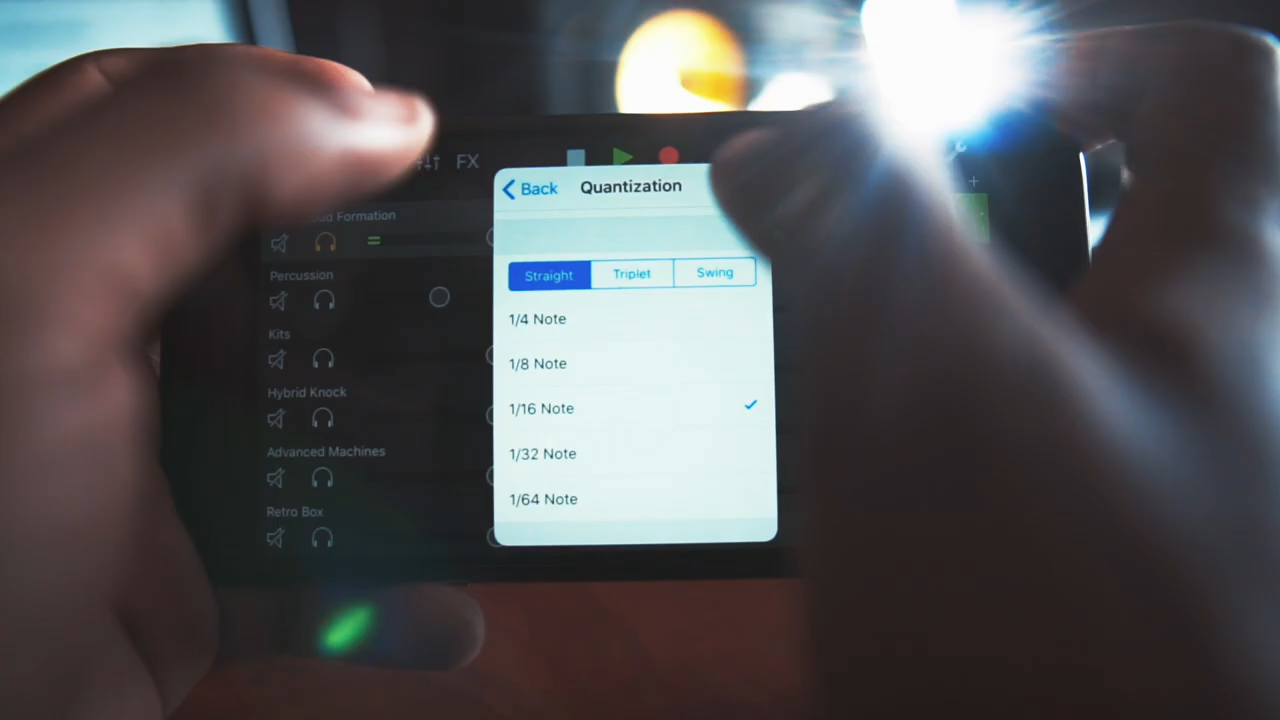 FX
Back Quantization
Formation
Percussion
Straight Triplet Swing
1/4 Note
Kits
1/8 Note
Hybrid Knock
1/16 Note
Advanced Machines
1/32 Note
Retro Box
1/64 Note